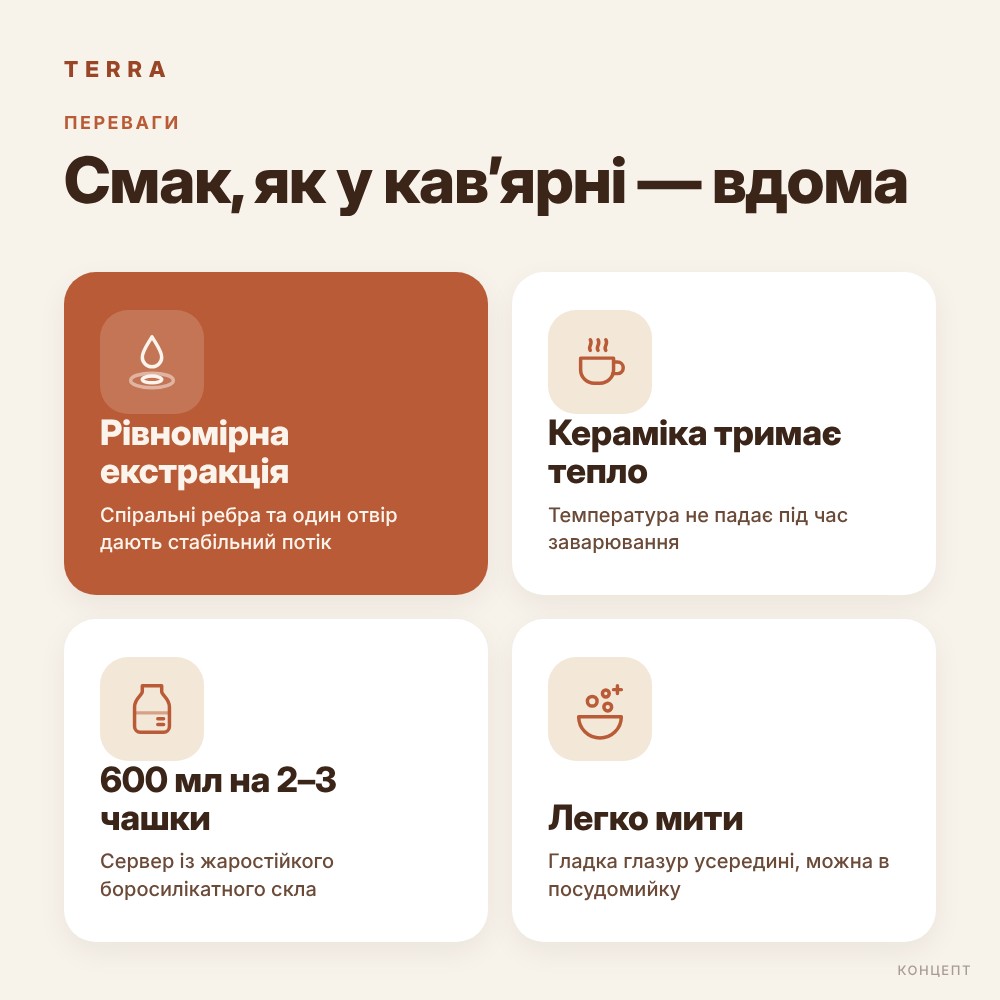 TERRA
ПЕРЕВАГИ
Смак, як у кав’ярні — вдома
Рівномірна
екстракція
Спіральні ребра та один отвір
дають стабільний потік
Кераміка тримає
тепло
Температура не падає під час
заварювання
600 мл на 2–3
чашки
Сервер із жаростійкого
боросилікатного скла
Легко мити
Гладка глазур усередині, можна в
посудомийку
КОНЦЕПТ